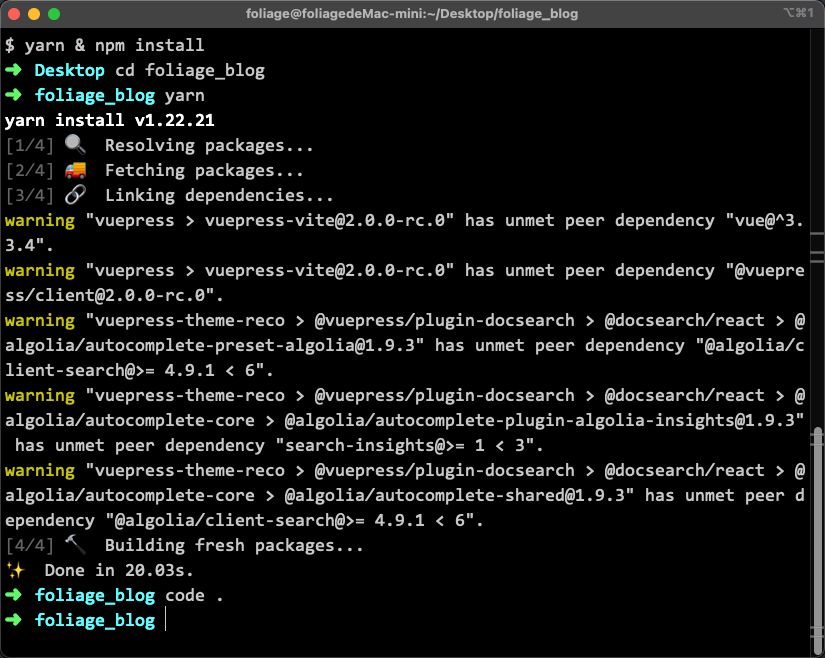 foliage@foliagedeMac-mini:~/Desktop/foliage_blog
⌥⌘1
$ yarn & npm install
➜ Desktop cd foliage_blog
➜ foliage_blog yarn
yarn install v1.22.21
[1/4] 🔍 Resolving packages...
[2/4] 🚚 Fetching packages...
[3/4] 🔗 Linking dependencies...
warning "vuepress > vuepress-vite@2.0.0-rc.0" has unmet peer dependency "vue@^3.
3.4".
warning "vuepress > vuepress-vite@2.0.0-rc.0" has unmet peer dependency "@vuepre
ss/client@2.0.0-rc.0".
warning "vuepress-theme-reco > @vuepress/plugin-docsearch > @docsearch/react > @
algolia/autocomplete-preset-algolia@1.9.3" has unmet peer dependency "@algolia/c
lient-search@>= 4.9.1 < 6".
warning "vuepress-theme-reco > @vuepress/plugin-docsearch > @docsearch/react > @
algolia/autocomplete-core > @algolia/autocomplete-plugin-algolia-insights@1.9.3"
 has unmet peer dependency "search-insights@>= 1 < 3".
warning "vuepress-theme-reco > @vuepress/plugin-docsearch > @docsearch/react > @
algolia/autocomplete-core > @algolia/autocomplete-shared@1.9.3" has unmet peer d
ependency "@algolia/client-search@>= 4.9.1 < 6".
[4/4] 🔨 Building fresh packages...
✨ Done in 20.03s.
➜ foliage_blog code .
➜ foliage_blog